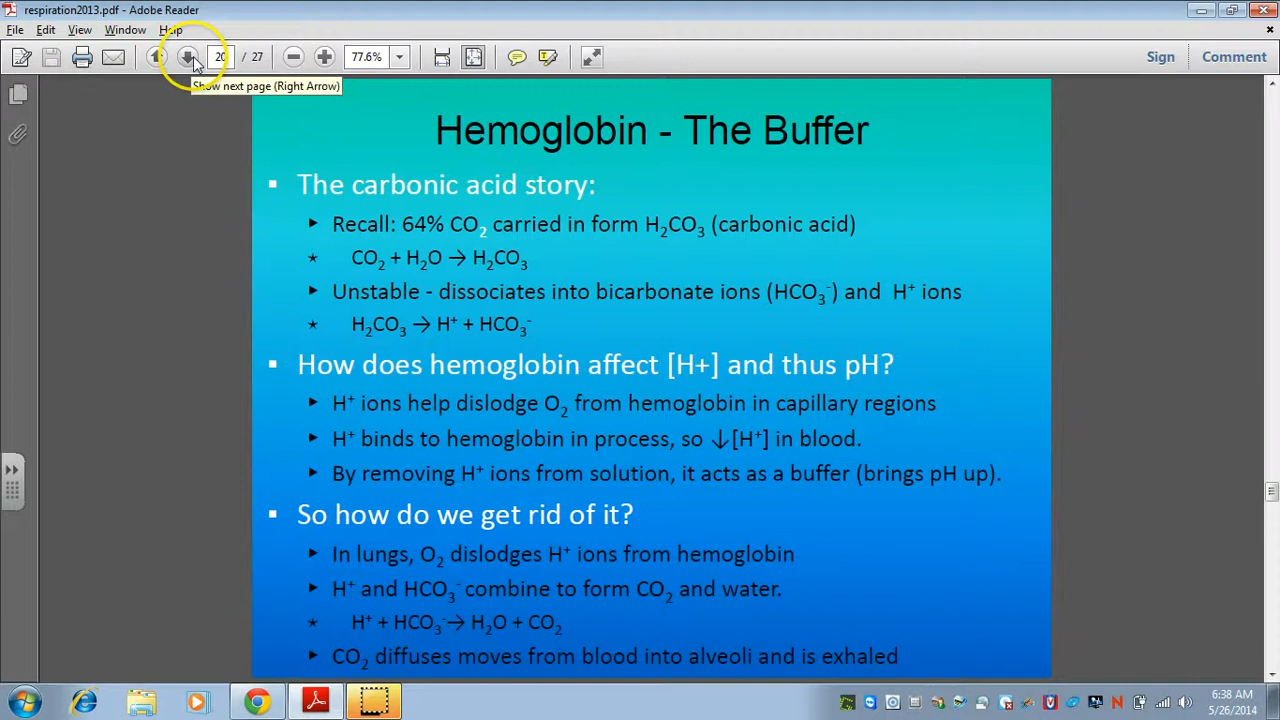 respiration2013.pdf - Adobe Reader
File Edit View Window Help
20 / 27 77.6% Sign Comment
Show next page (Right Arrow)
Hemoglobin - The Buffer
▪ The carbonic acid story:
‣ Recall: 64% CO₂ carried in form H₂CO₃ (carbonic acid)
⋆ CO₂ + H₂O → H₂CO₃
‣ Unstable - dissociates into bicarbonate ions (HCO₃⁻) and H⁺ ions
⋆ H₂CO₃ → H⁺ + HCO₃⁻
▪ How does hemoglobin affect [H+] and thus pH?
‣ H⁺ ions help dislodge O₂ from hemoglobin in capillary regions
‣ H⁺ binds to hemoglobin in process, so ↓[H⁺] in blood.
‣ By removing H⁺ ions from solution, it acts as a buffer (brings pH up).
▪ So how do we get rid of it?
‣ In lungs, O₂ dislodges H⁺ ions from hemoglobin
‣ H⁺ and HCO₃⁻ combine to form CO₂ and water.
⋆ H⁺ + HCO₃⁻→ H₂O + CO₂
‣ CO₂ diffuses moves from blood into alveoli and is exhaled
6:38 AM
5/26/2014